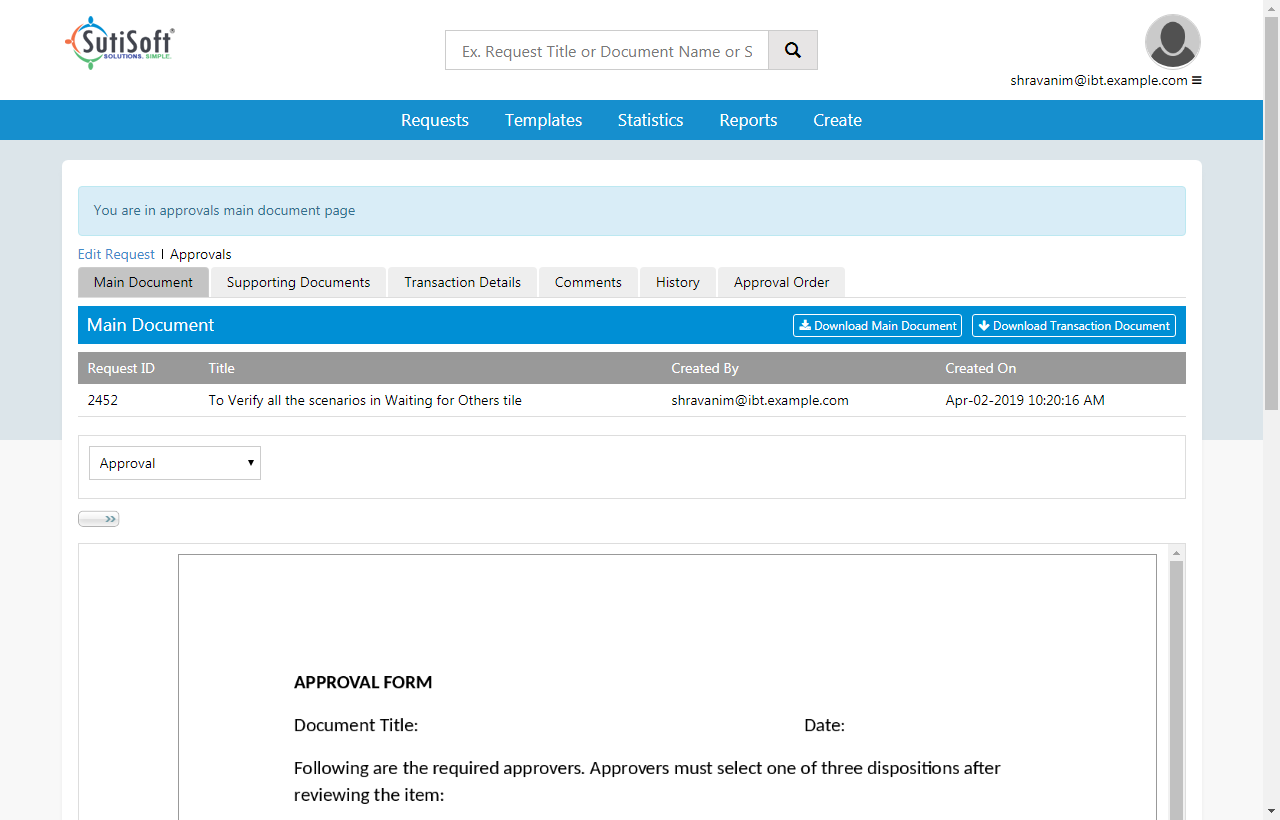 SutiSoft®
SOLUTIONS. SIMPLE.
Ex. Request Title or Document Name or S
shravanim@ibt.example.com
Requests Templates Statistics Reports Create
You are in approvals main document page
Edit Request I Approvals
Main Document Supporting Documents Transaction Details Comments History Approval Order
Main Document Download Main Document Download Transaction Document
Request ID Title Created By Created On
2452 To Verify all the scenarios in Waiting for Others tile shravanim@ibt.example.com Apr-02-2019 10:20:16 AM
Approval
APPROVAL FORM
Document Title: Date:
Following are the required approvers. Approvers must select one of three dispositions after
reviewing the item: